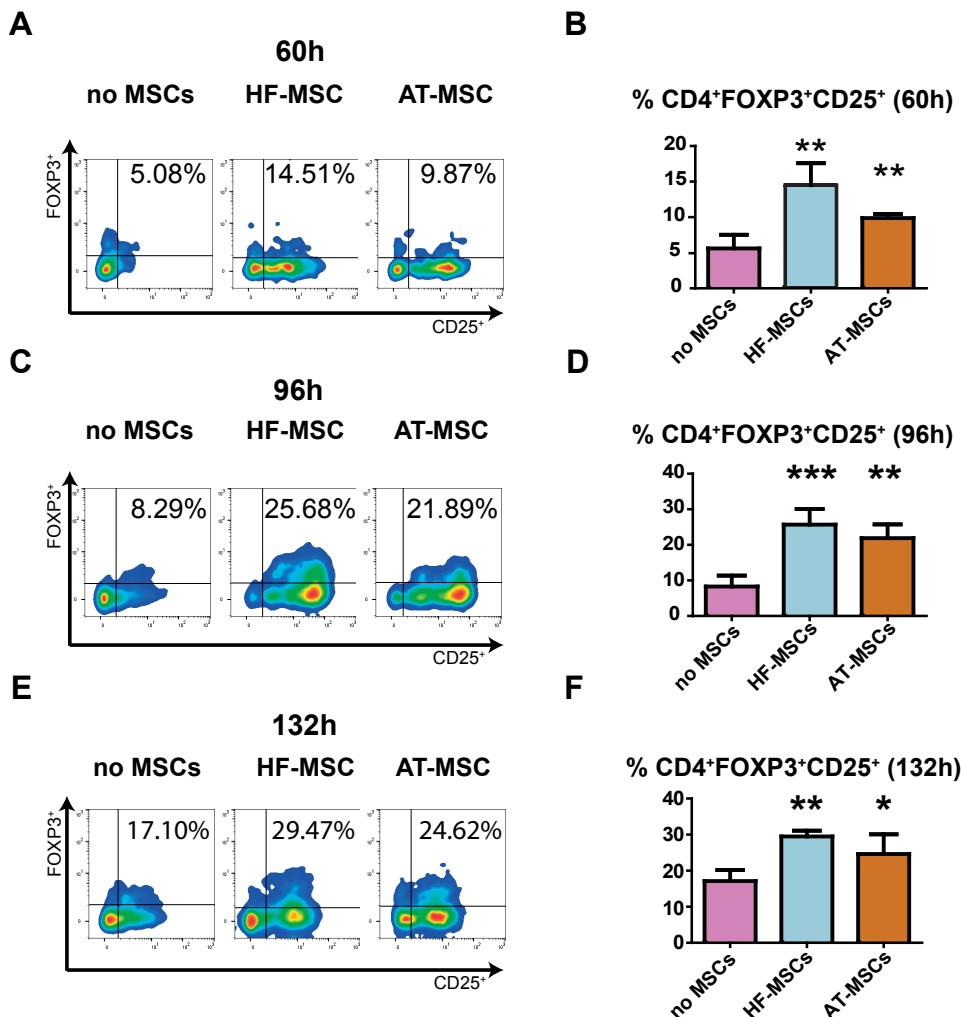 A
60h
no MSCs HF-MSC AT-MSC
FOXP3⁺
5.08% 14.51% 9.87%
CD25⁺
B
% CD4⁺FOXP3⁺CD25⁺ (60h)
20
15
10
5
0
**
**
no MSCs HF-MSCs AT-MSCs
C
96h
no MSCs HF-MSC AT-MSC
FOXP3⁺
8.29% 25.68% 21.89%
CD25⁺
D
% CD4⁺FOXP3⁺CD25⁺ (96h)
40
30
20
10
0
*** **
no MSCs HF-MSCs AT-MSCs
E
132h
no MSCs HF-MSC AT-MSC
FOXP3⁺
17.10% 29.47% 24.62%
CD25⁺
F
% CD4⁺FOXP3⁺CD25⁺ (132h)
40
30
20
10
0
** *
no MSCs HF-MSCs AT-MSCs